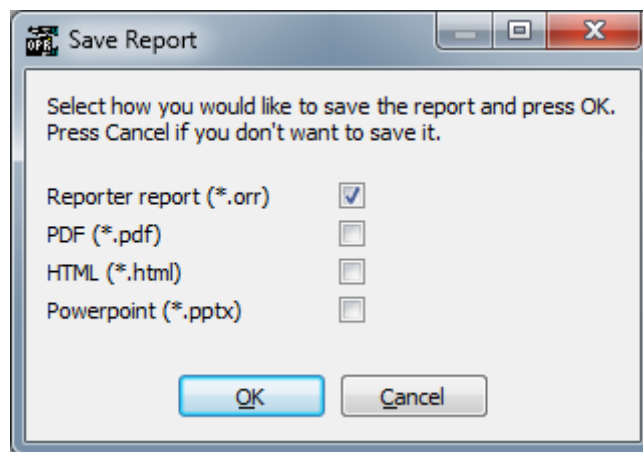 Save Report
Select how you would like to save the report and press OK.
Press Cancel if you don't want to save it.
Reporter report (*.orr)
PDF (*.pdf)
HTML (*.html)
Powerpoint (*.pptx)
OK
Cancel